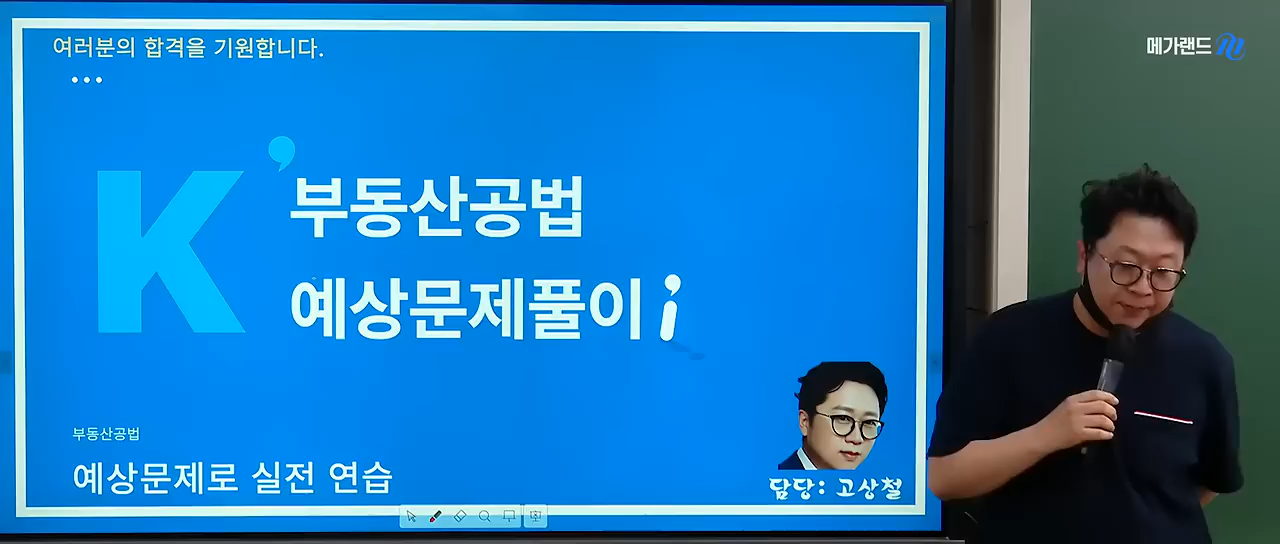 여러분의 합격을 기원합니다.
메가랜드
K’
부동산공법
예상문제풀이
부동산공법
예상문제로 실전 연습
담당: 고상철